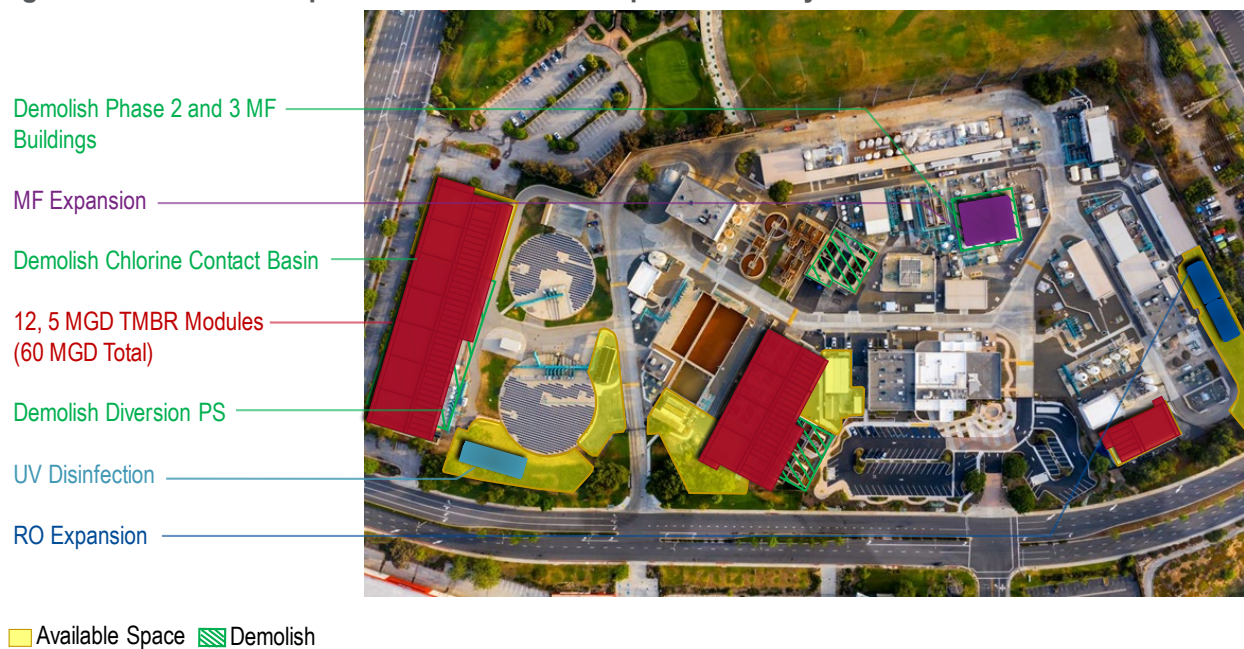 Demolish Phase 2 and 3 MF
Buildings
MF Expansion
Demolish Chlorine Contact Basin
12, 5 MGD TMBR Modules
(60 MGD Total)
Demolish Diversion PS
UV Disinfection
RO Expansion
Available Space
Demolish